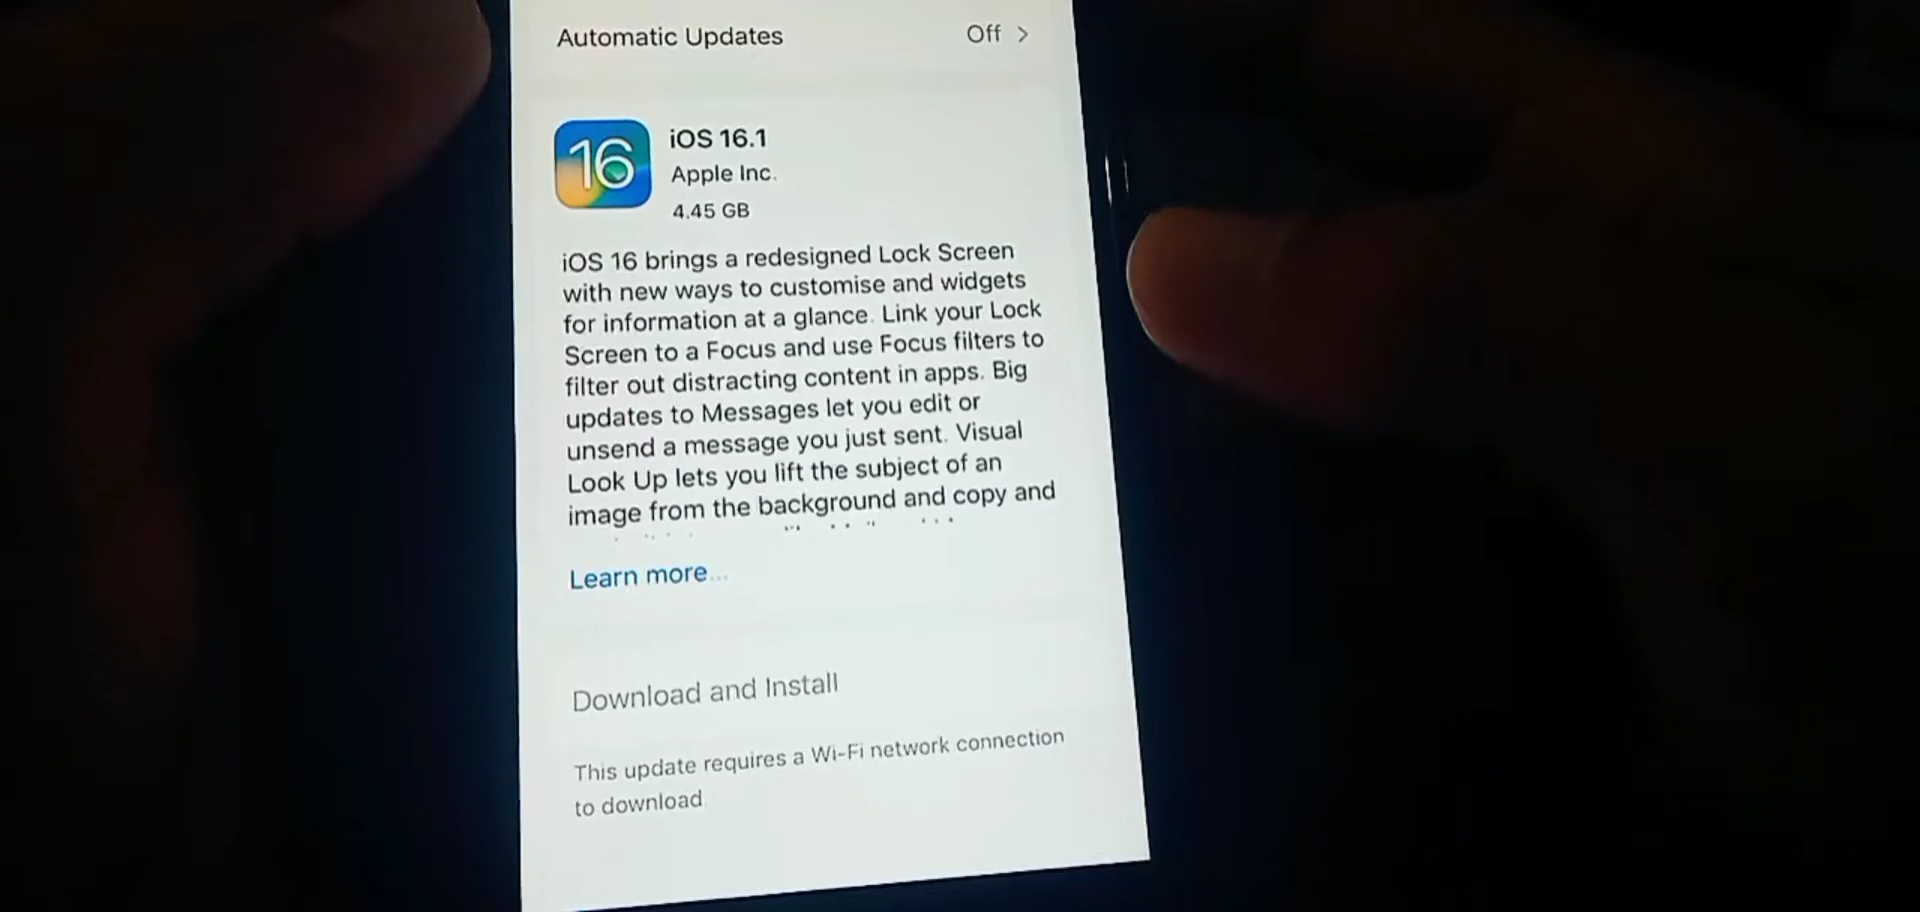 Automatic Updates Off >
16 iOS 16.1
Apple Inc.
4.45 GB
iOS 16 brings a redesigned Lock Screen
with new ways to customise and widgets
for information at a glance. Link your Lock
Screen to a Focus and use Focus filters to
filter out distracting content in apps. Big
updates to Messages let you edit or
unsend a message you just sent. Visual
Look Up lets you lift the subject of an
image from the background and copy and
Learn more...
Download and Install
This update requires a Wi-Fi network connection
to download